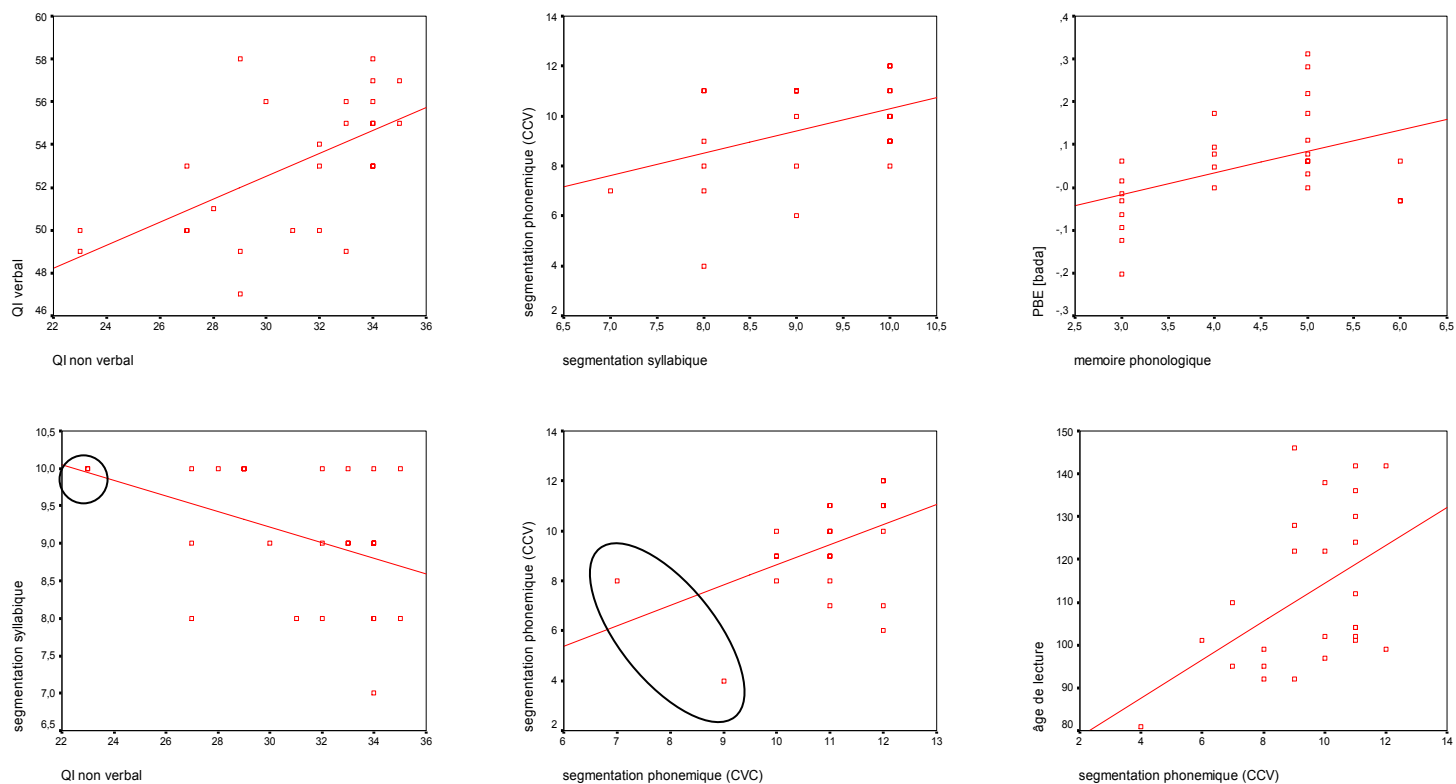 60
58
56
54
52
50
48
46
QI verbal
22 24 26 28 30 32 34 36
QI non verbal
14
12
10
8
6
4
2
segmentation phonemique (CCV)
6,5 7,0 7,5 8,0 8,5 9,0 9,5 10,0 10,5
segmentation syllabique
,4
,3
,2
,1
-,0
-,1
-,2
-,3
PBE [bada]
2,5 3,0 3,5 4,0 4,5 5,0 5,5 6,0 6,5
memoire phonologique
10,5
10,0
9,5
9,0
8,5
8,0
7,5
7,0
6,5
segmentation syllabique
22 24 26 28 30 32 34 36
QI non verbal
14
12
10
8
6
4
2
segmentation phonemique (CCV)
6 7 8 9 10 11 12 13
segmentation phonemique (CVC)
150
140
130
120
110
100
90
80
âge de lecture
2 4 6 8 10 12 14
segmentation phonemique (CCV)